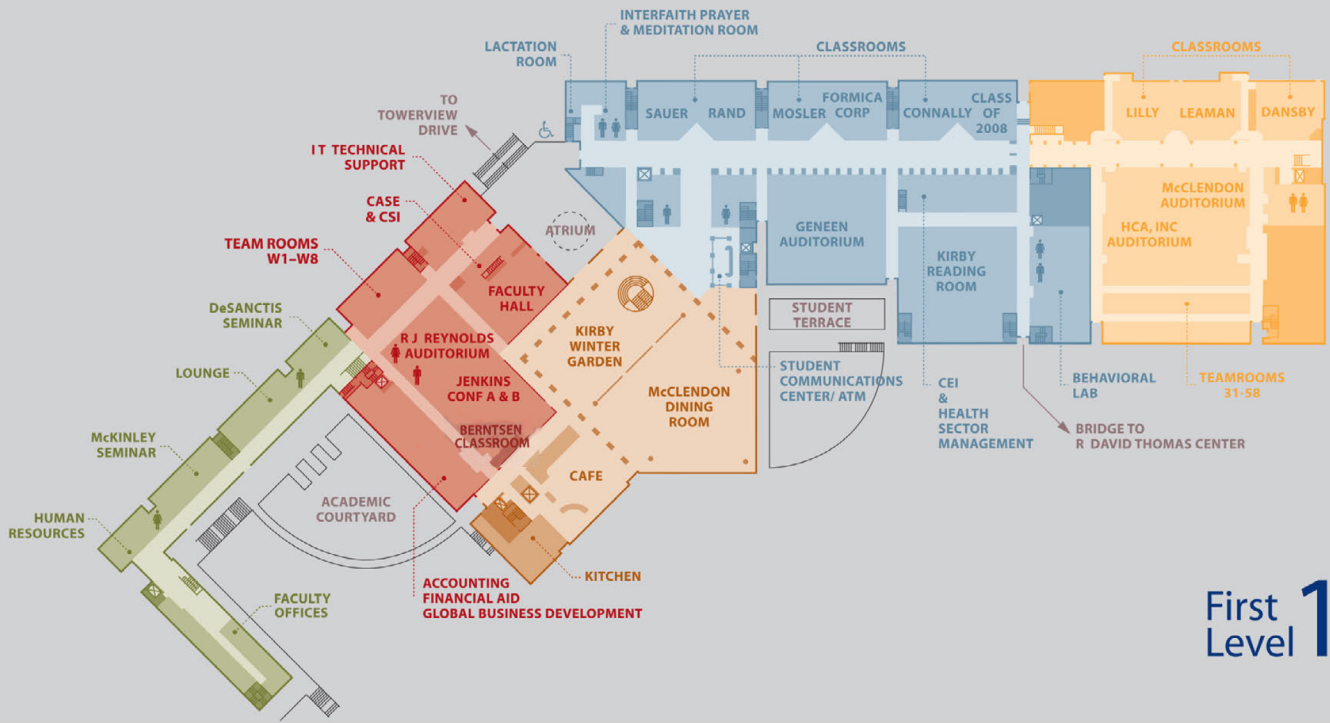 INTERFAITH PRAYER
& MEDITATION ROOM
LACTATION
ROOM
CLASSROOMS
CLASSROOMS
TO
TOWERVIEW
DRIVE
SAUER
RAND
MOSLER
FORMICA
CORP
CONNALLY
CLASS
OF
2008
LILLY
LEAMAN
DANSBY
IT TECHNICAL
SUPPORT
CASE
& CSI
ATRIUM
TEAM ROOMS
W1–W8
FACULTY
HALL
GENEEN
AUDITORIUM
KIRBY
READING
ROOM
McCLENDON
AUDITORIUM
HCA, INC
AUDITORIUM
DeSANCTIS
SEMINAR
R J REYNOLDS
AUDITORIUM
KIRBY
WINTER
GARDEN
STUDENT
TERRACE
LOUNGE
JENKINS
CONF A & B
McCLENDON
DINING
ROOM
STUDENT
COMMUNICATIONS
CENTER/ ATM
CEI
&
HEALTH
SECTOR
MANAGEMENT
BEHAVIORAL
LAB
TEAMROOMS
31-58
McKINLEY
SEMINAR
BERNTSEN
CLASSROOM
BRIDGE TO
R DAVID THOMAS CENTER
CAFE
ACADEMIC
COURTYARD
HUMAN
RESOURCES
KITCHEN
ACCOUNTING
FINANCIAL AID
GLOBAL BUSINESS DEVELOPMENT
FACULTY
OFFICES
First
Level 1